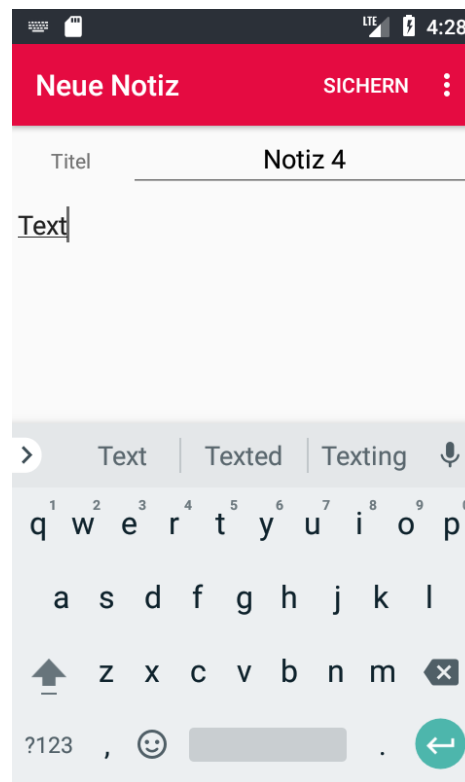 LTE 4:28
Neue Notiz SICHERN
Titel Notiz 4
Text
Text Texted Texting
1 2 3 4 5 6 7 8 9
q w e r t y u i o p
a s d f g h j k l
z x c v b n m
?123 , .